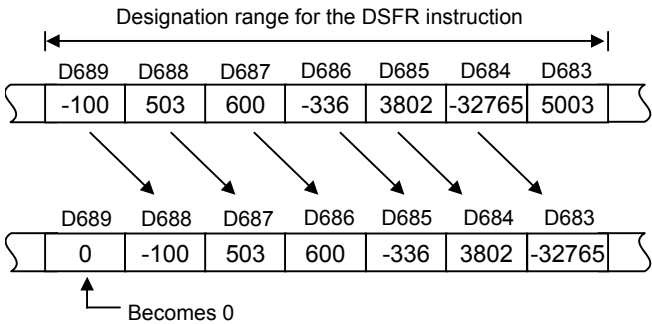 Designation range for the DSFR instruction
D689 D688 D687 D686 D685 D684 D683
-100 503 600 -336 3802 -32765 5003
D689 D688 D687 D686 D685 D684 D683
0 -100 503 600 -336 3802 -32765
Becomes 0